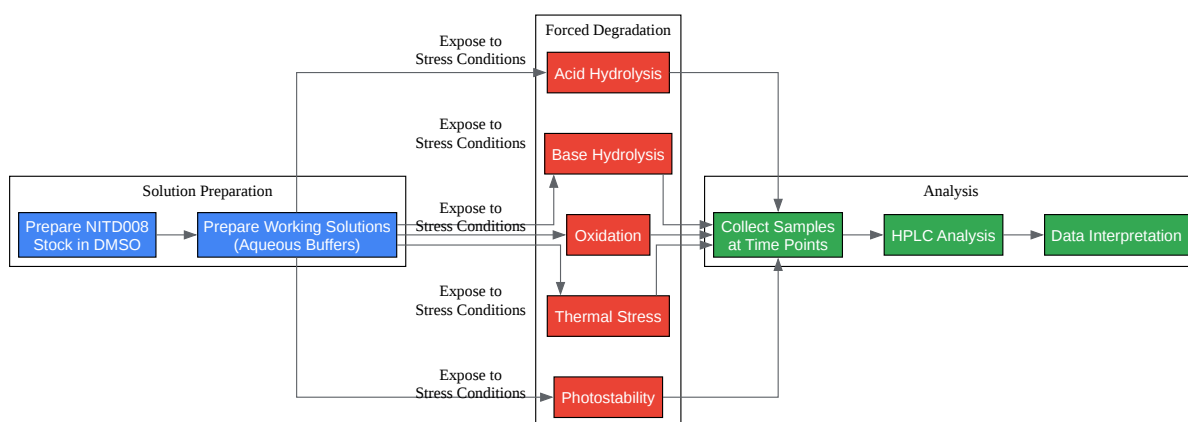 Forced Degradation
Expose to
Stress Conditions
Acid Hydrolysis
Expose to
Stress Conditions
Base Hydrolysis
Solution Preparation
Analysis
Prepare NITD008
Stock in DMSO
Prepare Working Solutions
(Aqueous Buffers)
Expose to
Stress Conditions
Oxidation
Collect Samples
at Time Points
HPLC Analysis
Data Interpretation
Expose to
Stress Conditions
Thermal Stress
Expose to
Stress Conditions
Photostability